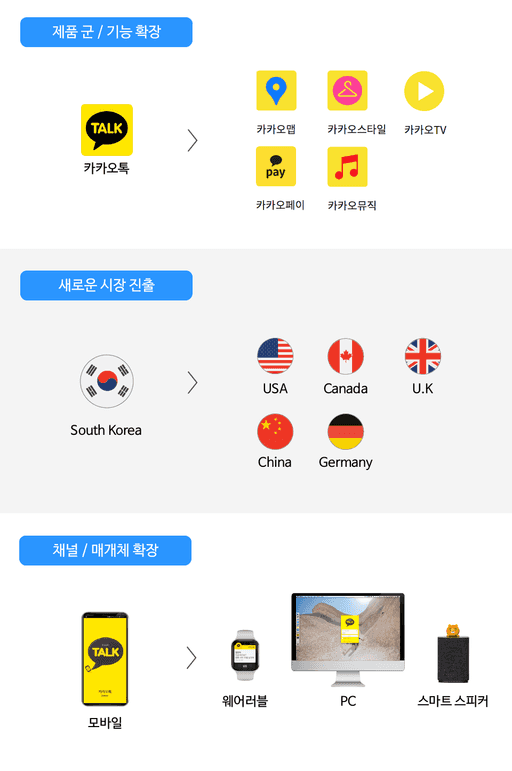 제품 군 / 기능 확장
TALK
카카오톡
카카오맵
카카오스타일
카카오TV
pay
카카오페이
카카오뮤직
새로운 시장 진출
South Korea
USA
Canada
U.K
China
Germany
채널 / 매개체 확장
TALK
모바일
웨어러블
PC
스마트 스피커